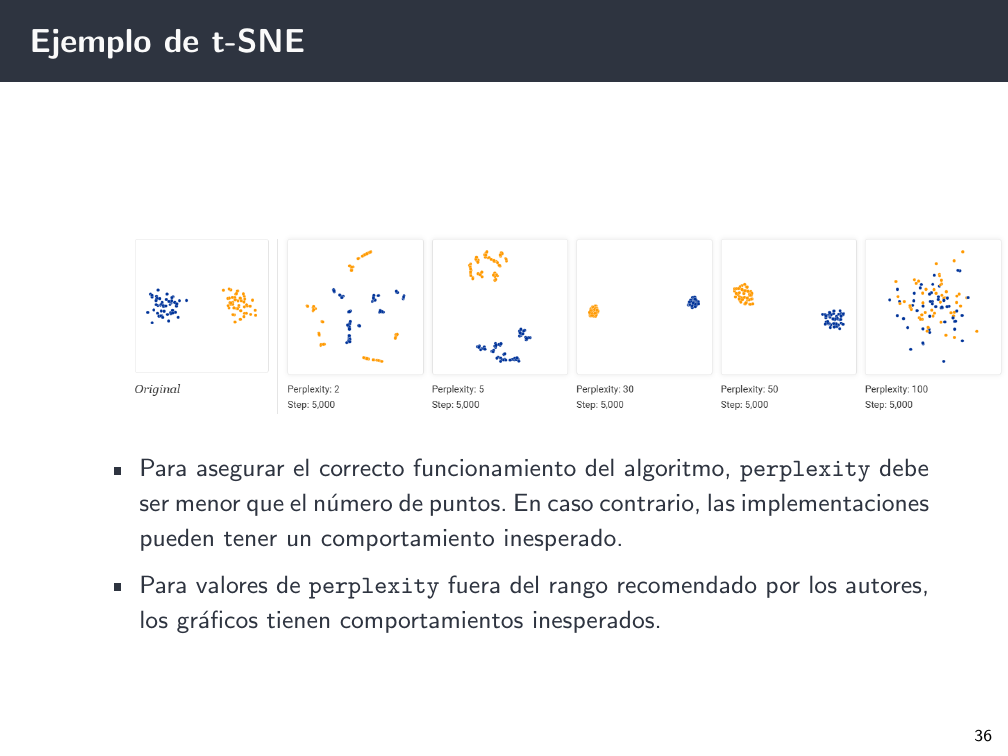 Ejemplo de t-SNE
Original
Perplexity: 2
Step: 5,000
Perplexity: 5
Step: 5,000
Perplexity: 30
Step: 5,000
Perplexity: 50
Step: 5,000
Perplexity: 100
Step: 5,000
Para asegurar el correcto funcionamiento del algoritmo, perplexity debe
ser menor que el número de puntos. En caso contrario, las implementaciones
pueden tener un comportamiento inesperado.
Para valores de perplexity fuera del rango recomendado por los autores,
los gráficos tienen comportamientos inesperados.
36